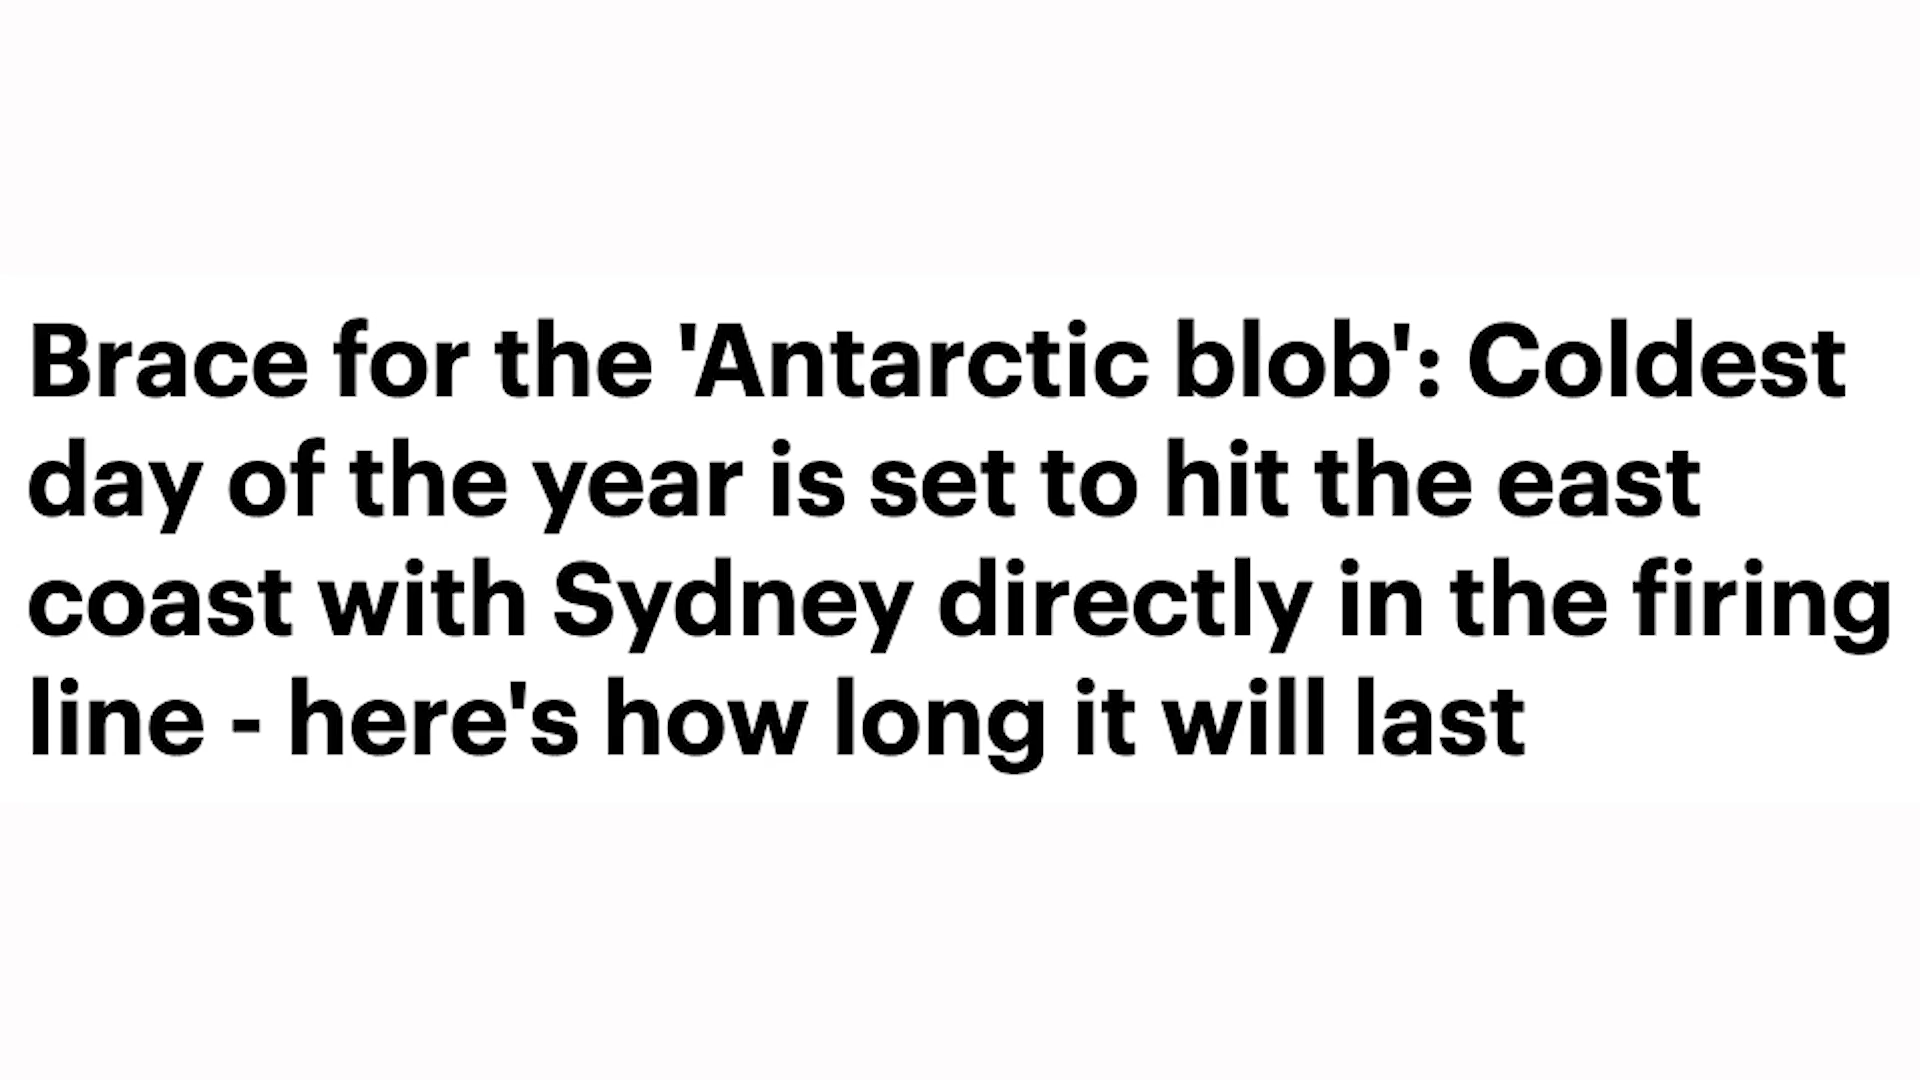 Brace for the 'Antarctic blob': Coldest
day of the year is set to hit the east
coast with Sydney directly in the firing
line - here's how long it will last